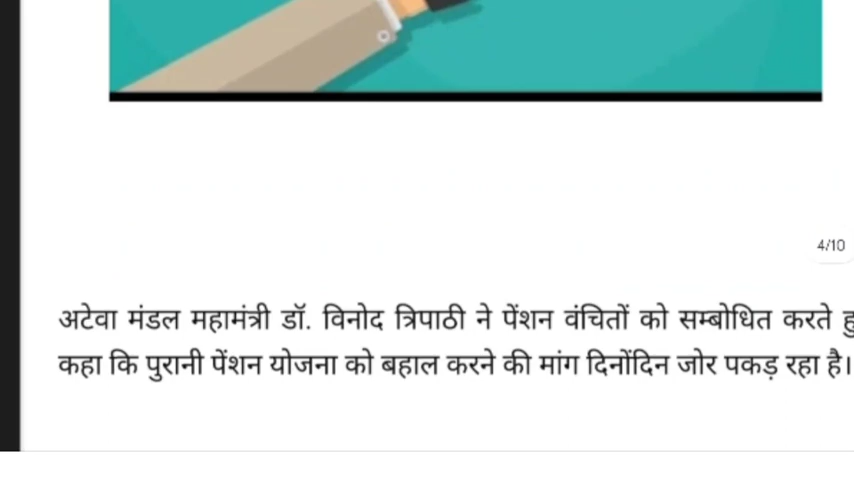 4/10
अटेवा मंडल महामंत्री डॉ. विनोद त्रिपाठी ने पेंशन वंचितों को सम्बोधित करते
कहा कि पुरानी पेंशन योजना को बहाल करने की मांग दिनोंदिन जोर पकड़ रहा है।